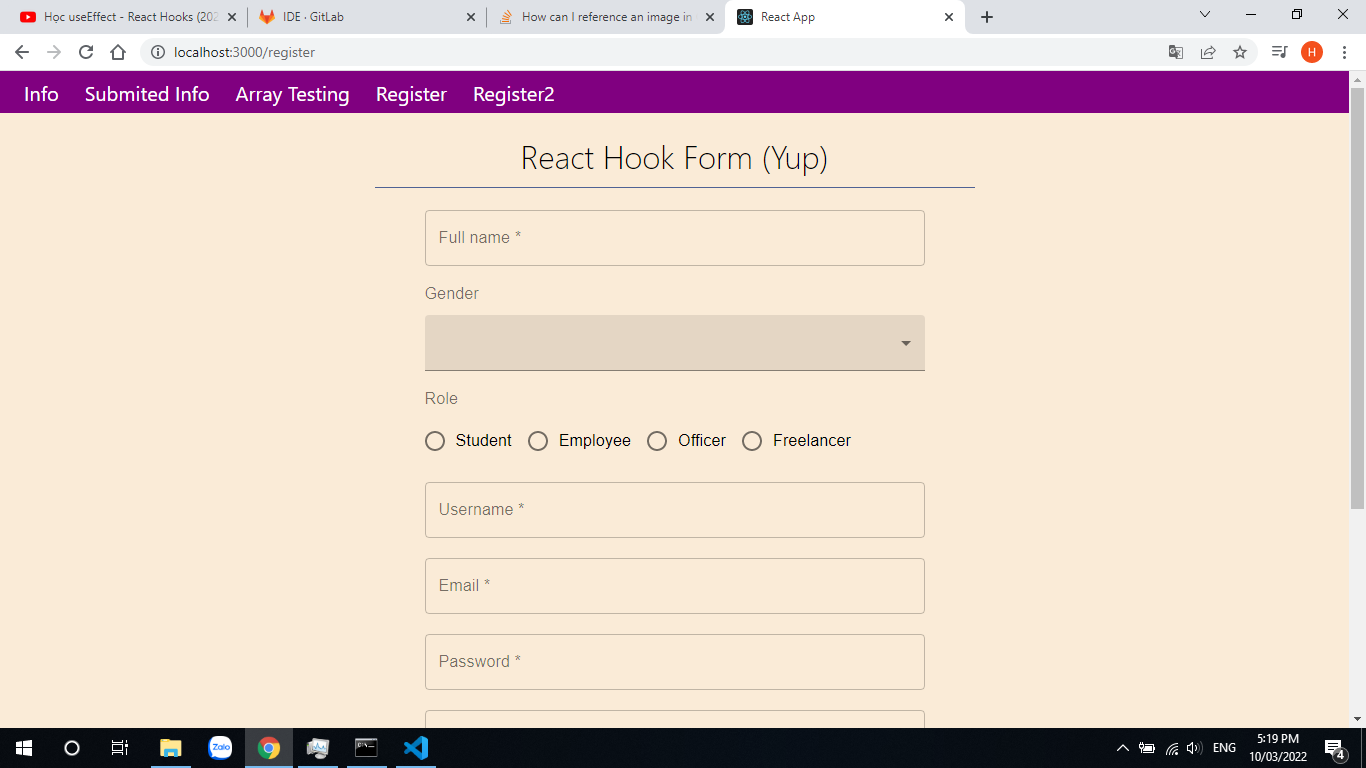 Học useEffect - React Hooks (202
IDE · GitLab
How can I reference an image in
React App
localhost:3000/register
H
Info Submited Info Array Testing Register Register2
React Hook Form (Yup)
Full name *
Gender
Role
Student Employee Officer Freelancer
Username *
Email *
Password *
Zalo
ENG
5:19 PM
10/03/2022
4